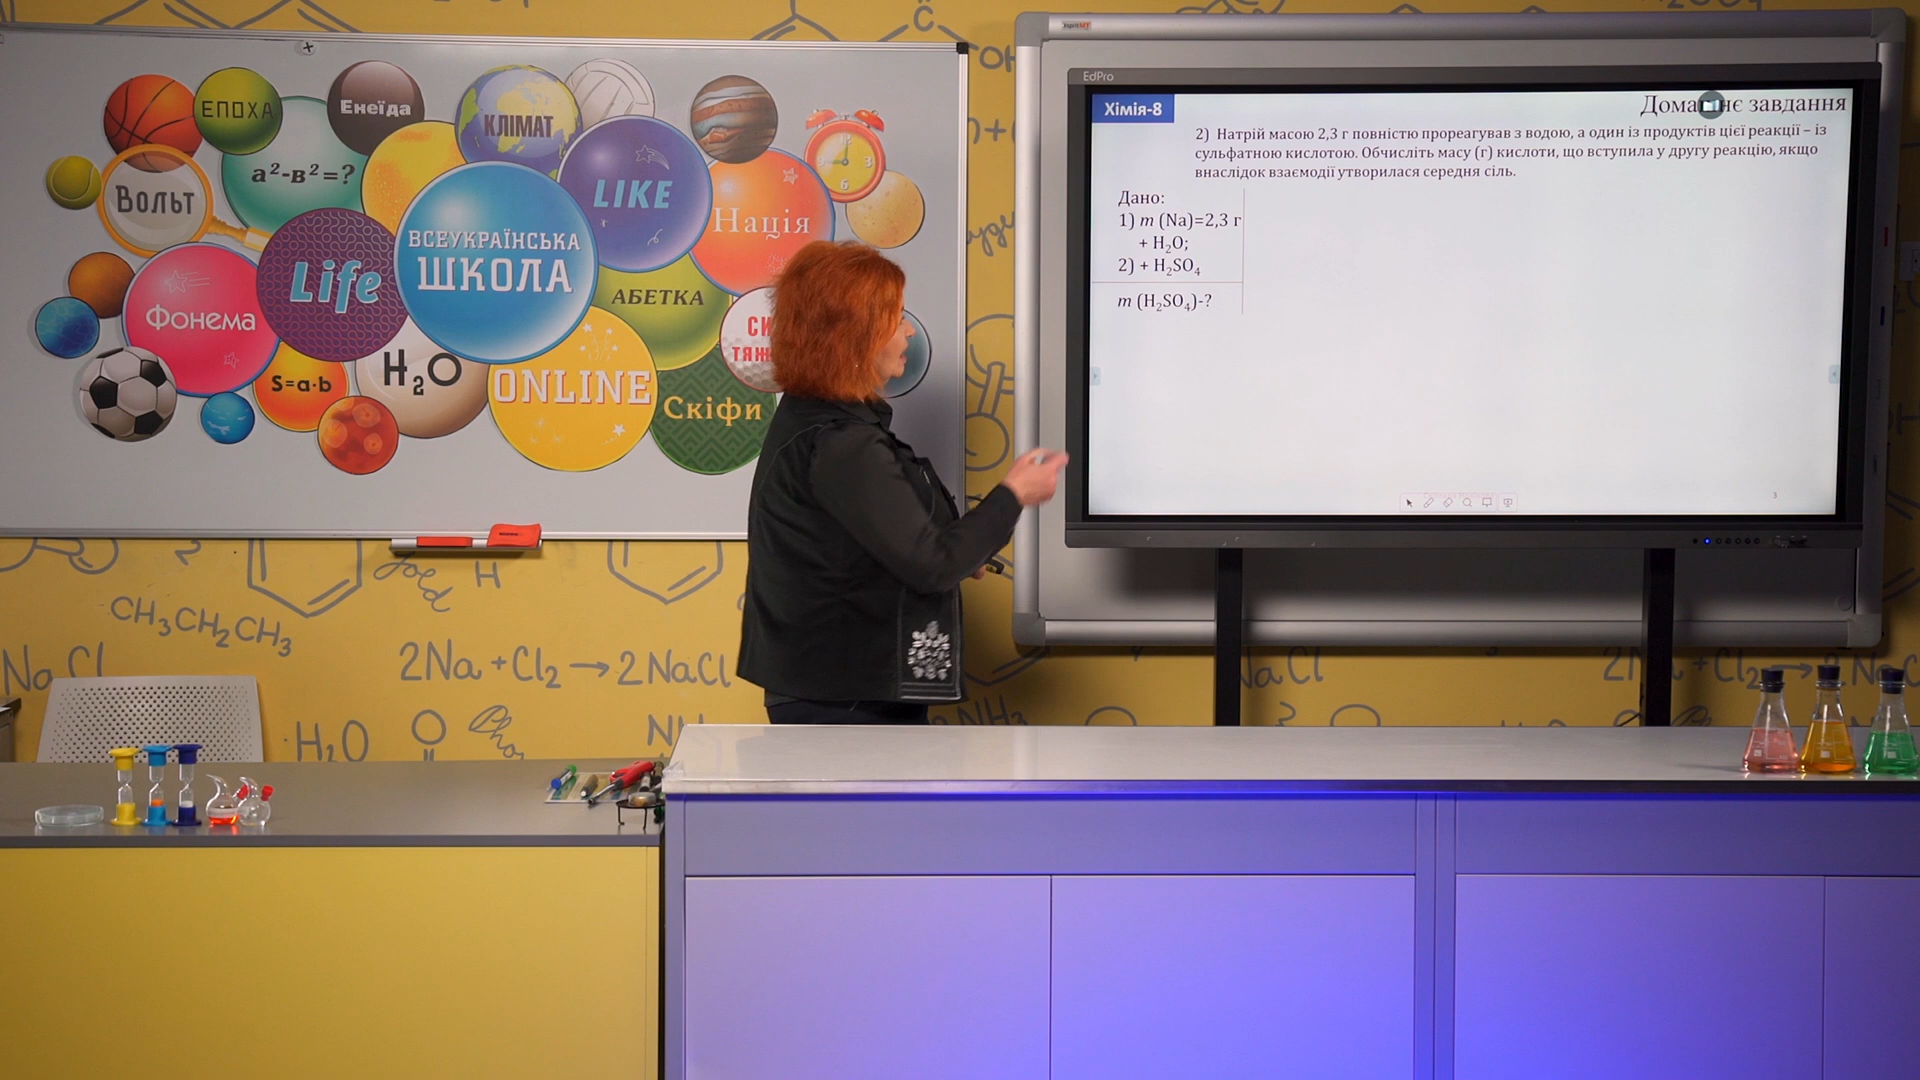 ЕПОХА
Енеїда
КЛІМАТ
a²-в²=?
Вольт
LIKE
Нація
ВСЕУКРАЇНСЬКА
ШКОЛА
Life
Фонема
АБЕТКА
H₂O
S=a·b
ONLINE
Скіфи
EdPro
Хімія-8
2) Натрій масою 2,3 г повністю прореагував з водою, а один із продуктів цієї реакції – із
сульфатною кислотою. Обчисліть масу (г) кислоти, що вступила у другу реакцію, якщо
внаслідок взаємодії утворилася середня сіль.
Дано:
1) m (Na)=2,3 г
+ H₂O;
2) + H₂SO₄
m (H₂SO₄)-?
3
gold
H
CH₃CH₂CH₃
NaCl
2Na+Cl₂→2NaCl
NaCl
H₂O